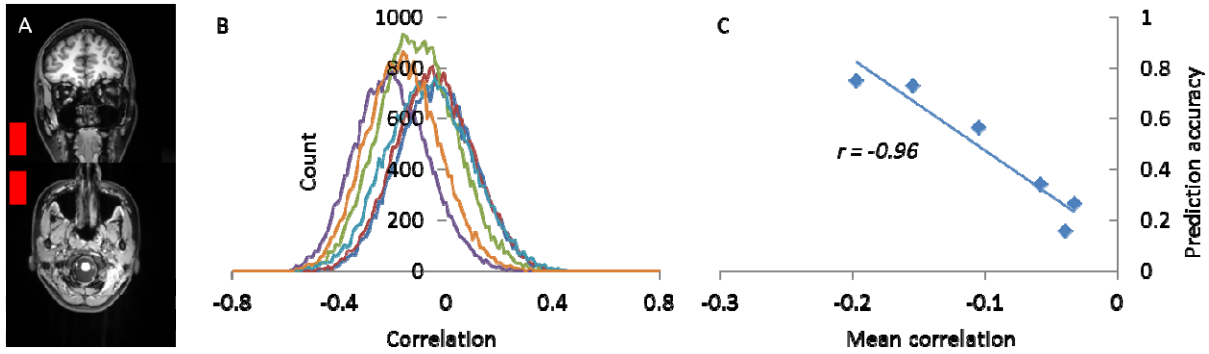 A
B
1000
800
600
400
200
0
Count
-0.8
-0.4
0
0.4
0.8
Correlation
C
1
0.8
0.6
0.4
0.2
0
Prediction accuracy
r = -0.96
-0.3
-0.2
-0.1
0
Mean correlation